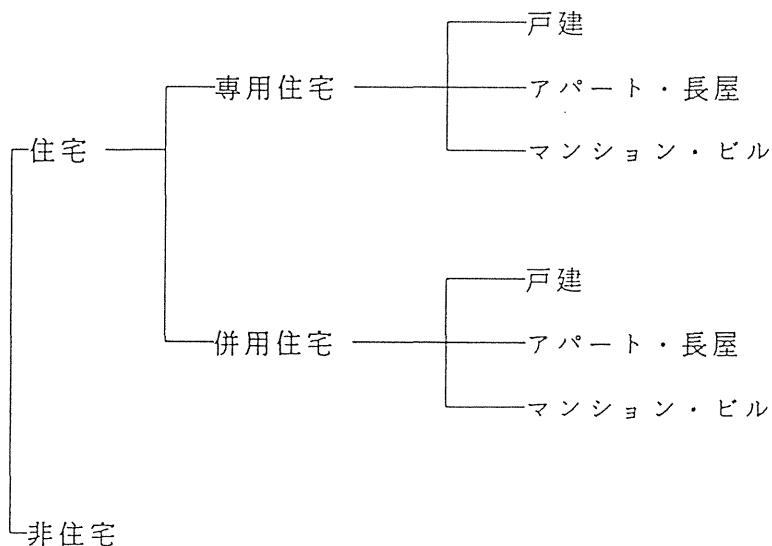 戸建
専用住宅
アパート・長屋
住宅
マンション・ビル
戸建
併用住宅
アパート・長屋
マンション・ビル
非住宅